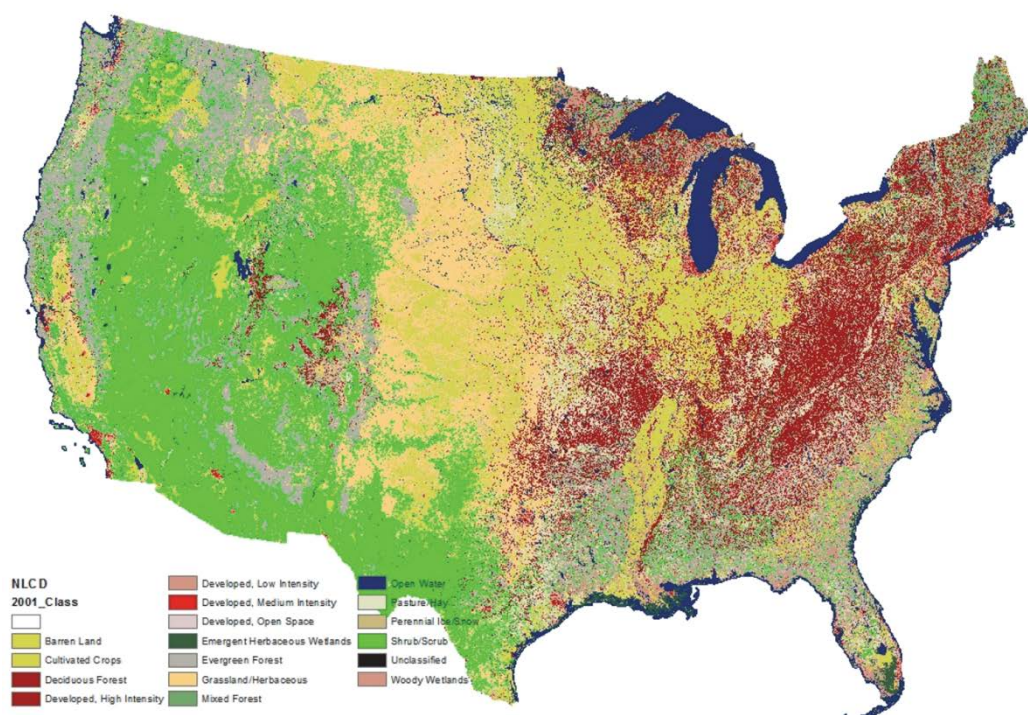 NLCD
2001_Class
Barren Land
Cultivated Crops
Deciduous Forest
Developed, High Intensity
Developed, Low Intensity
Developed, Medium Intensity
Developed, Open Space
Emergent Herbaceous Wetlands
Evergreen Forest
Grassland/Herbaceous
Mixed Forest
Open Water
Pasture/Hay
Perennial Ice/Snow
Shrub/Scrub
Unclassified
Woody Wetlands